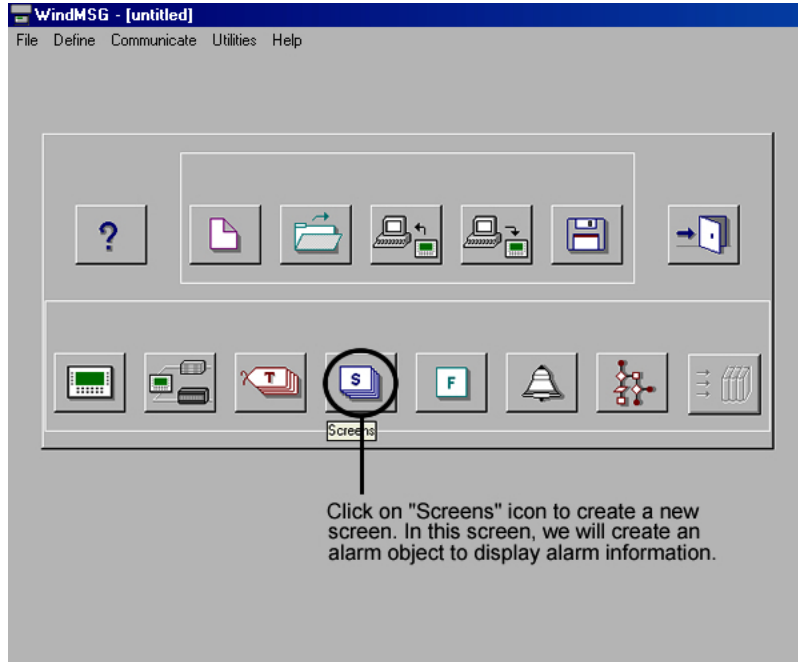 WindMSG - [untitled]
File Define Communicate Utilities Help
?
T
S
F
Screens
Click on "Screens" icon to create a new
screen. In this screen, we will create an
alarm object to display alarm information.